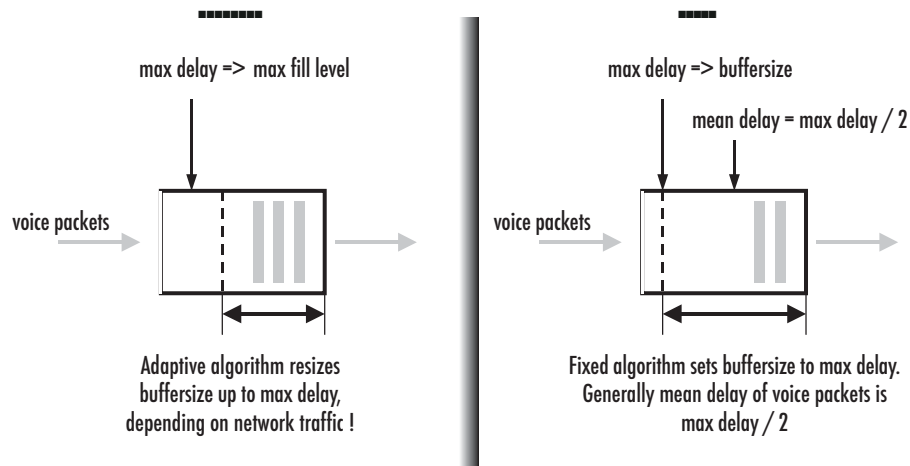 max delay => max fill level
voice packets
Adaptive algorithm resizes
buffersize up to max delay,
depending on network traffic !
max delay => buffersize
mean delay = max delay / 2
voice packets
Fixed algorithm sets buffersize to max delay.
Generally mean delay of voice packets is
max delay / 2